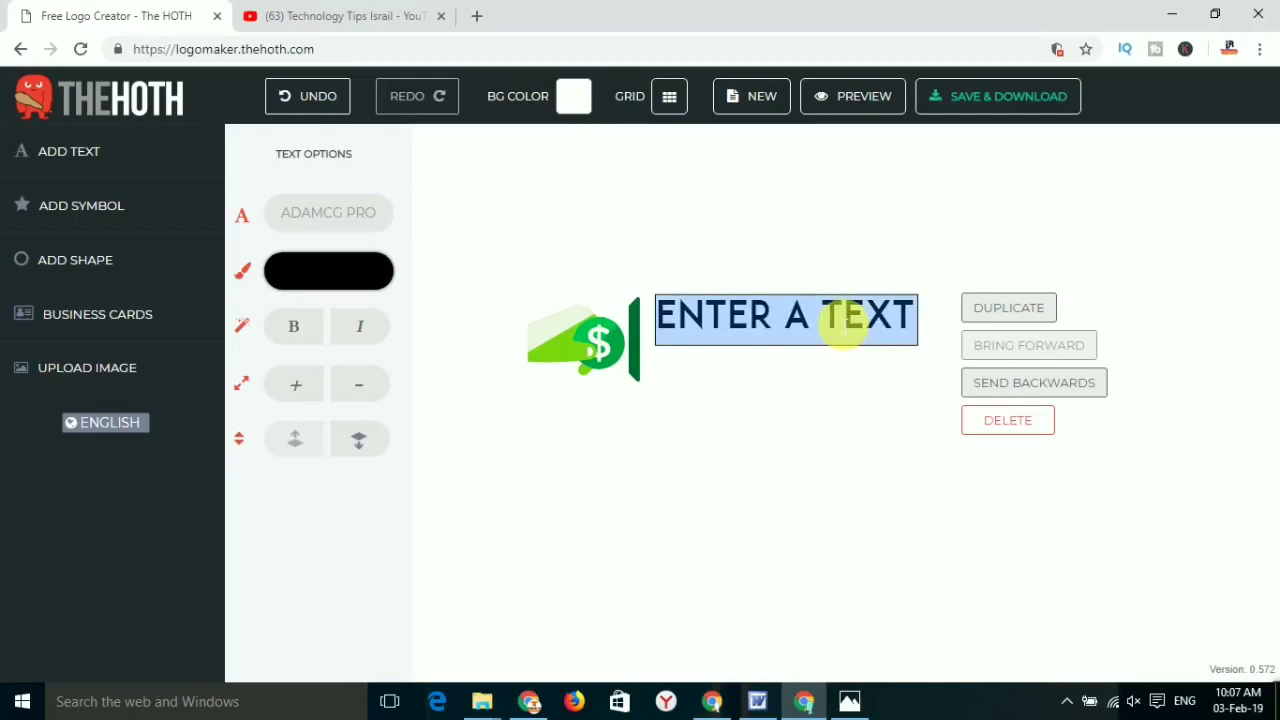 Free Logo Creator - The HOTH
(63) Technology Tips Israil - YouT
https://logomaker.thehoth.com
IQ
tb
K
THEHOTH
UNDO
REDO
BG COLOR
GRID
NEW
PREVIEW
SAVE & DOWNLOAD
A ADD TEXT
ADD SYMBOL
ADD SHAPE
BUSINESS CARDS
UPLOAD IMAGE
ENGLISH
TEXT OPTIONS
A ADAMCG PRO
B I
+ -
$
ENTER A TEXT
DUPLICATE
BRING FORWARD
SEND BACKWARDS
DELETE
Version: 0.572
Search the web and Windows
ENG
10:07 AM
03-Feb-19